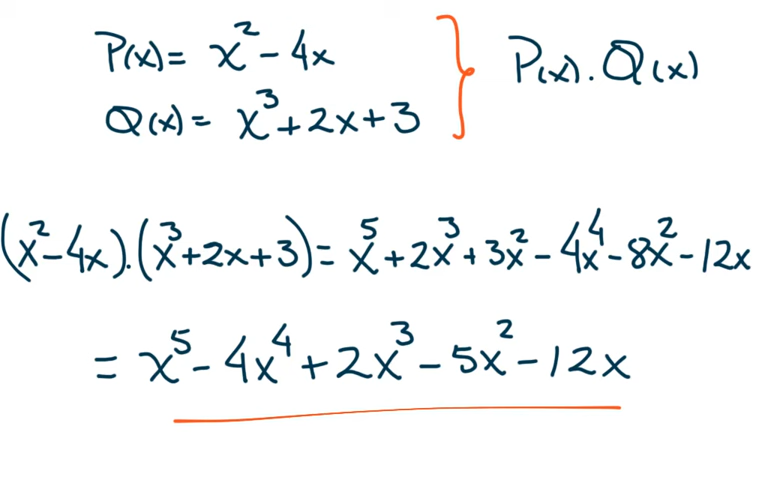 P(x) = x² - 4x
Q(x) = x³ + 2x + 3
P(x) . Q(x)
(x² - 4x).(x³ + 2x + 3) = x⁵ + 2x³ + 3x² - 4x⁴ - 8x² - 12x
= x⁵ - 4x⁴ + 2x³ - 5x² - 12x